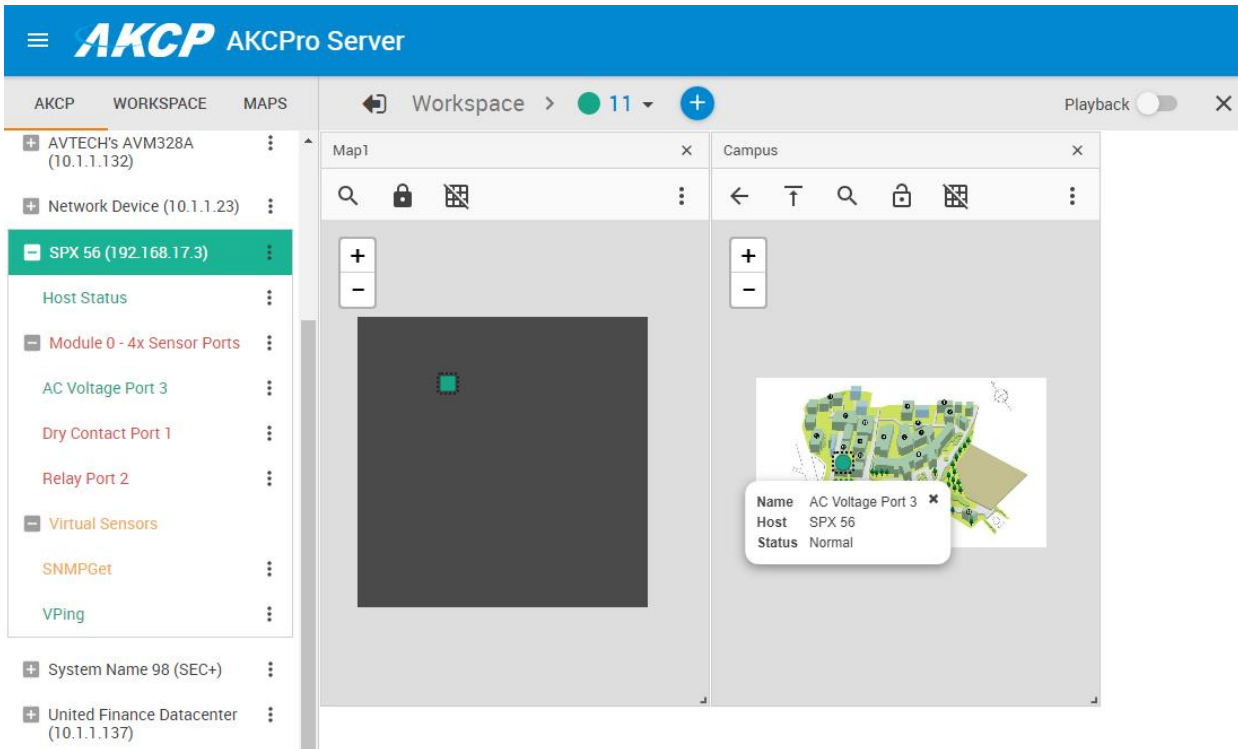 AKCP AKCPro Server
AKCP WORKSPACE MAPS
Workspace > 11
Playback
AVTECH's AVM328A
(10.1.1.132)
Network Device (10.1.1.23)
SPX 56 (192.168.17.3)
Host Status
Module 0 - 4x Sensor Ports
AC Voltage Port 3
Dry Contact Port 1
Relay Port 2
Virtual Sensors
SNMPGet
VPing
System Name 98 (SEC+)
United Finance Datacenter
(10.1.1.137)
Map1
+
−
Campus
+
−
Name AC Voltage Port 3
Host SPX 56
Status Normal